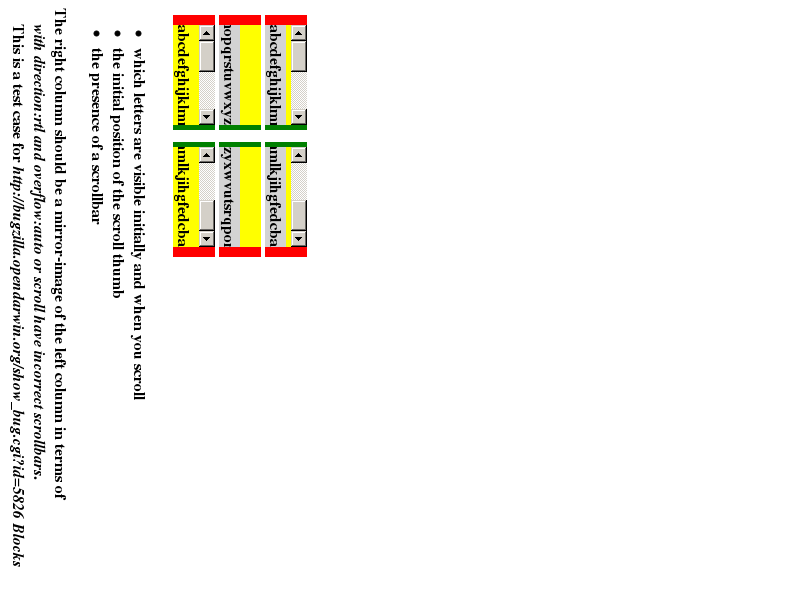 This is a test case for http://bugzilla.opendarwin.org/show_bug.cgi?id=5826 Blocks
with direction:rtl and overflow:auto or scroll have incorrect scrollbars.
The right column should be a mirror-image of the left column in terms of
• the presence of a scrollbar
• the initial position of the scroll thumb
• which letters are visible initially and when you scroll
abcdefghijklm mlkjihgfedcba
opqrstuvwxyz zyxwvutsrqpo
abcdefghijklm mlkjihgfedcba